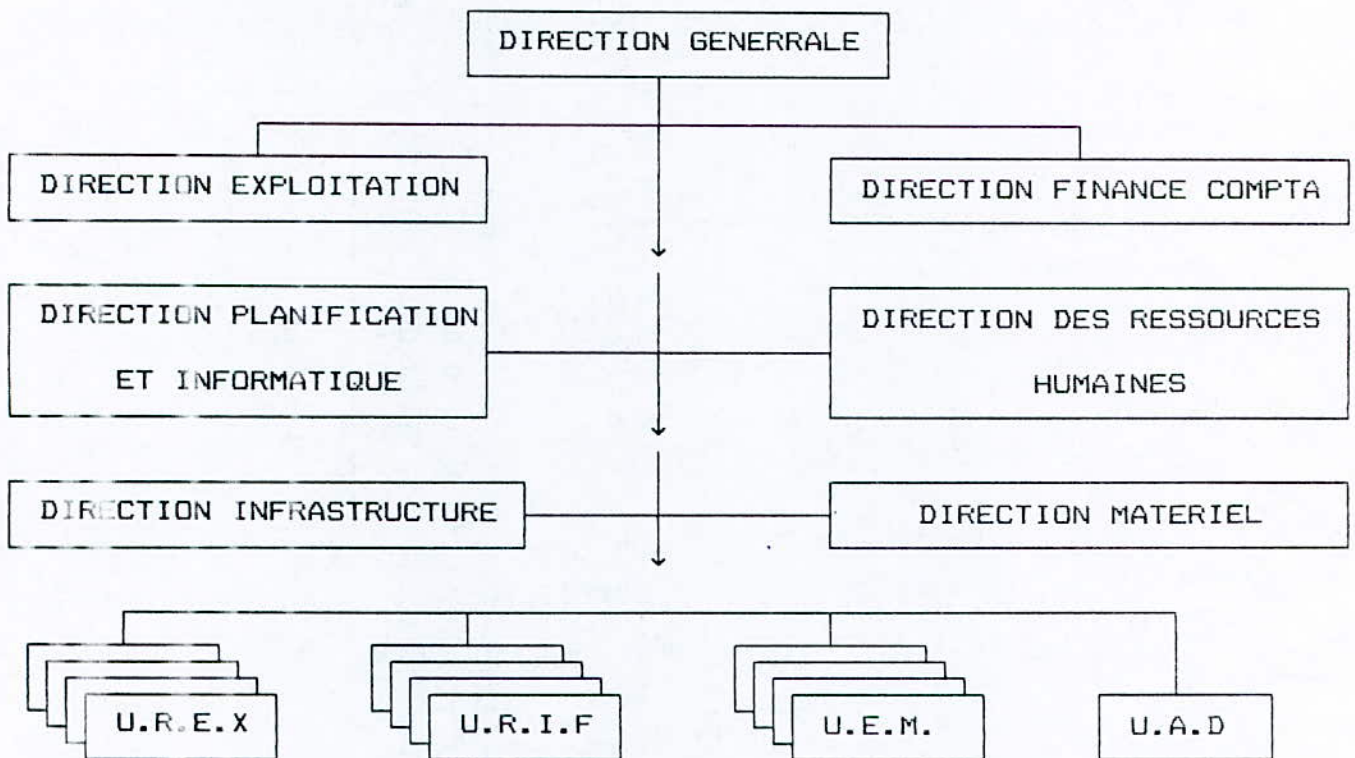 DIRECTION GENERRALE
DIRECTION EXPLOITATION
DIRECTION FINANCE COMPTA
DIRECTION PLANIFICATION
ET INFORMATIQUE
DIRECTION DES RESSOURCES
HUMAINES
DIRECTION INFRASTRUCTURE
DIRECTION MATERIEL
U.R.E.X
U.R.I.F
U.E.M.
U.A.D